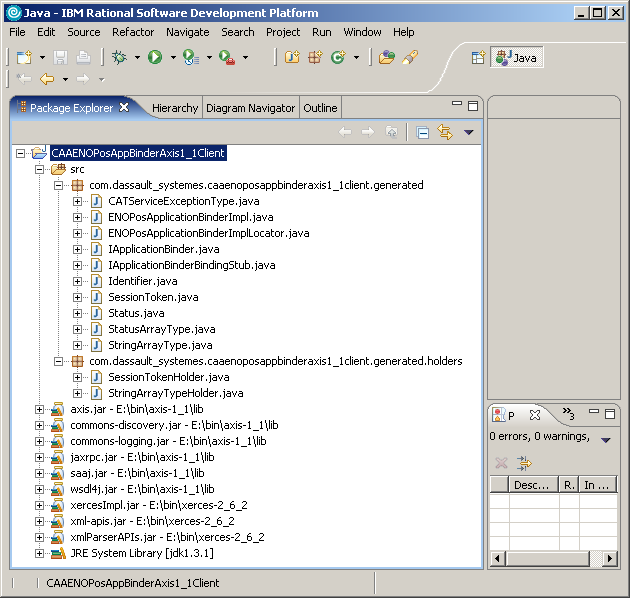 Java - IBM Rational Software Development Platform
File Edit Source Refactor Navigate Search Project Run Window Help
Java
Package Explorer Hierarchy Diagram Navigator Outline
CAAENOPosAppBinderAxis1_1Client
src
com.dassault_systemes.caaenoposappbinderaxis1_1client.generated
CATServiceExceptionType.java
ENOPosApplicationBinderImpl.java
ENOPosApplicationBinderImplLocator.java
IApplicationBinder.java
IApplicationBinderBindingStub.java
Identifier.java
SessionToken.java
Status.java
StatusArrayType.java
StringArrayType.java
com.dassault_systemes.caaenoposappbinderaxis1_1client.generated.holders
SessionTokenHolder.java
StringArrayTypeHolder.java
axis.jar - E:\bin\axis-1_1\lib
commons-discovery.jar - E:\bin\axis-1_1\lib
commons-logging.jar - E:\bin\axis-1_1\lib
jaxrpc.jar - E:\bin\axis-1_1\lib
saaj.jar - E:\bin\axis-1_1\lib
wsdl4j.jar - E:\bin\axis-1_1\lib
xercesImpl.jar - E:\bin\xerces-2_6_2
xml-apis.jar - E:\bin\xerces-2_6_2
xmlParserAPIs.jar - E:\bin\xerces-2_6_2
JRE System Library [jdk1.3.1]
P »3
0 errors, 0 warnings,
Desc... R. In ...
CAAENOPosAppBinderAxis1_1Client